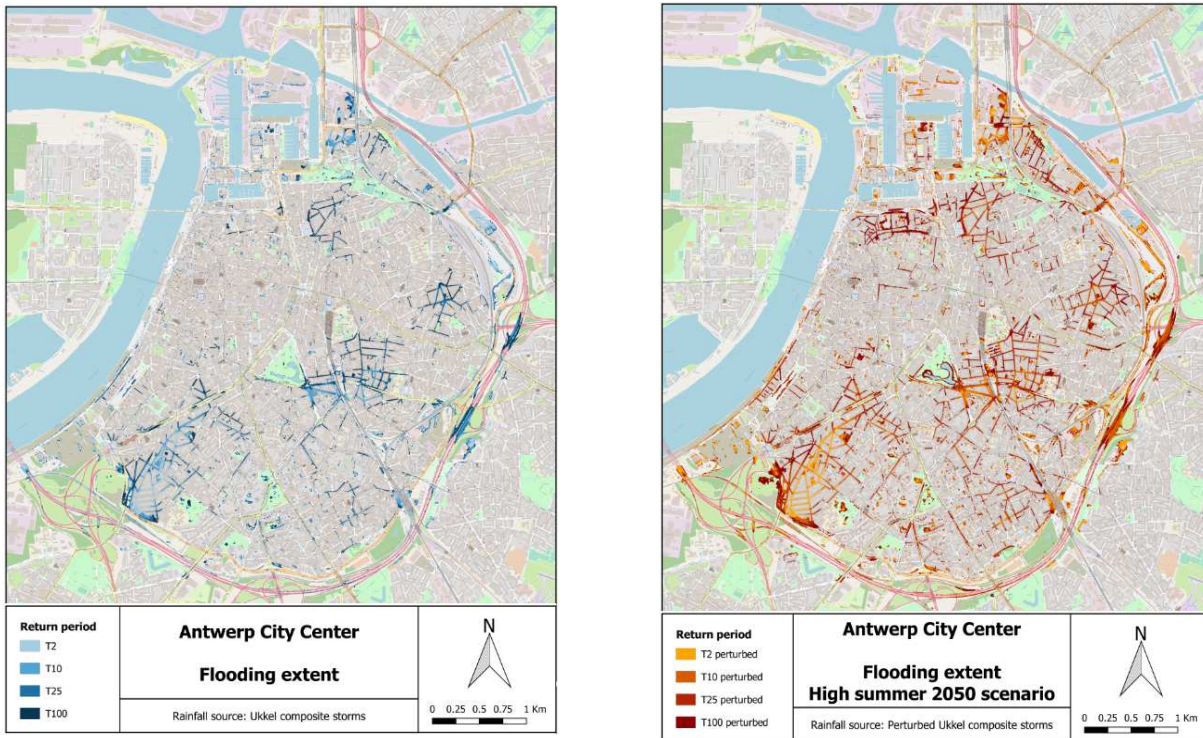 Return period
T2
T10
T25
T100
Antwerp City Center
Flooding extent
Rainfall source: Ukkel composite storms
N
0 0.25 0.5 0.75 1 Km
Return period
T2 perturbed
T10 perturbed
T25 perturbed
T100 perturbed
Antwerp City Center
Flooding extent
High summer 2050 scenario
Rainfall source: Perturbed Ukkel composite storms
N
0 0.25 0.5 0.75 1 Km